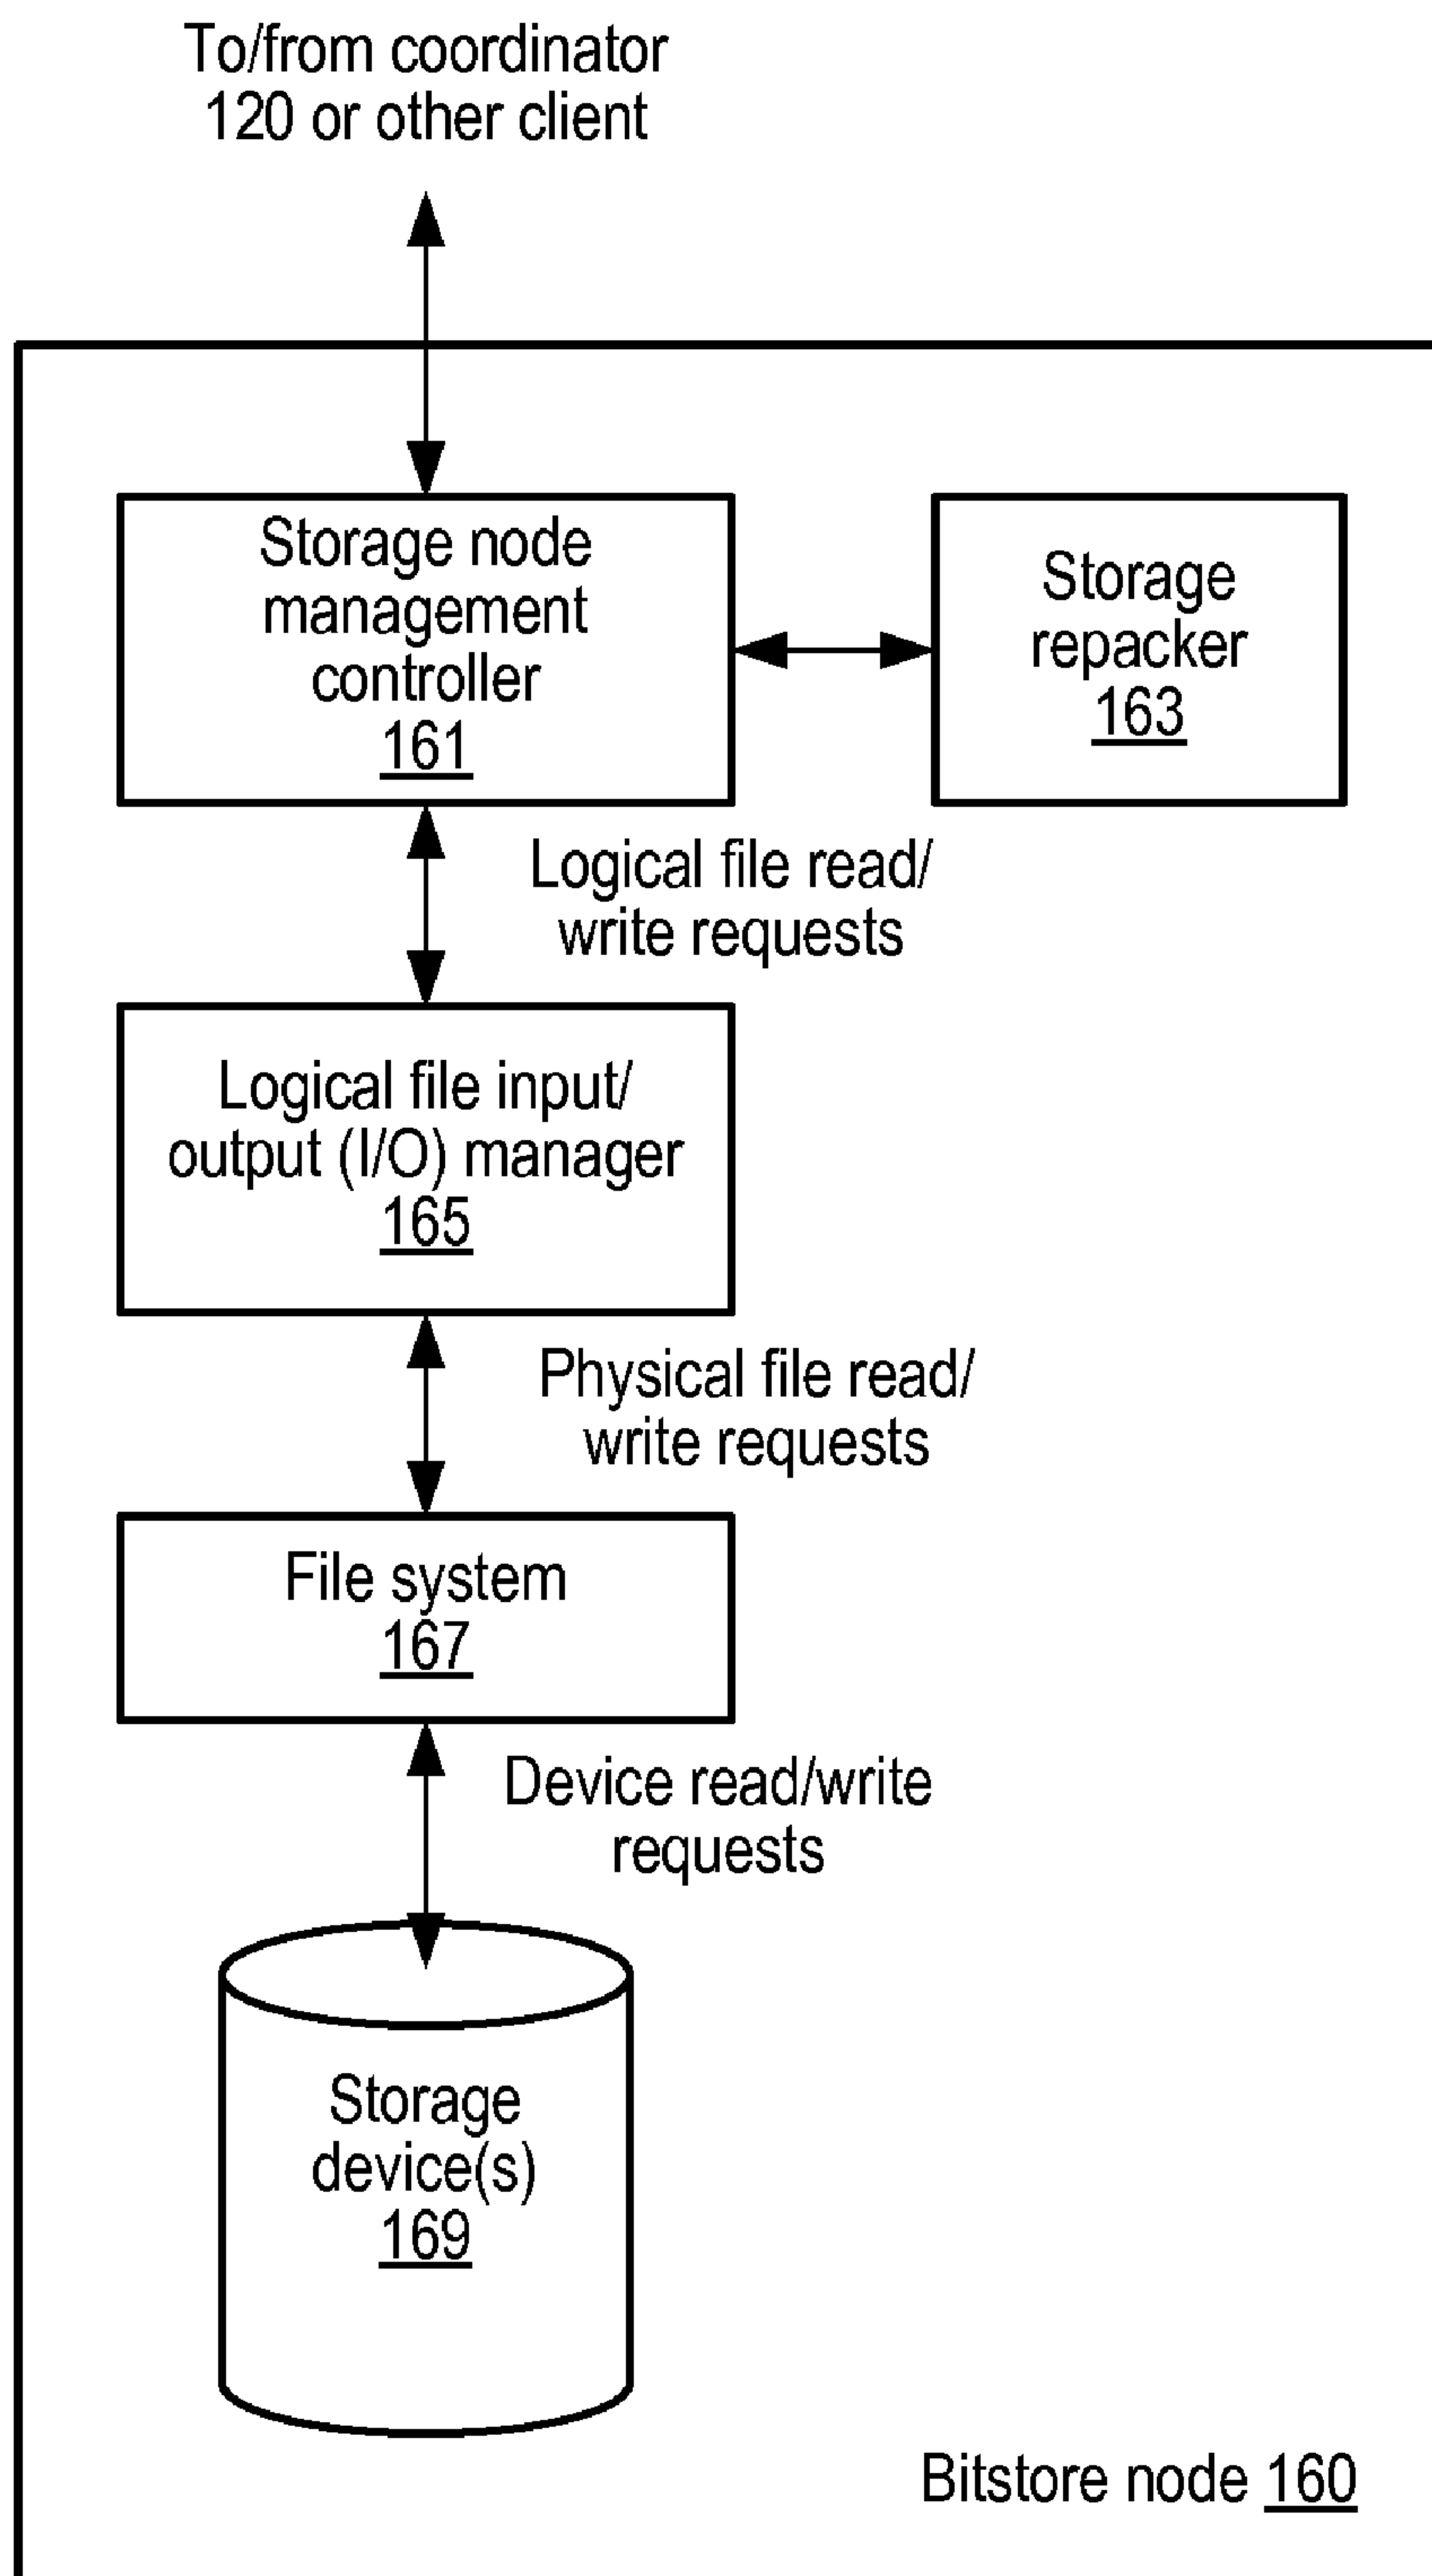 To/from coordinator
120 or other client
Storage node
management
controller
161
Storage
repacker
163
Logical file read/
write requests
Logical file input/
output (I/O) manager
165
Physical file read/
write requests
File system
167
Device read/write
requests
Storage
device(s)
169
Bitstore node 160